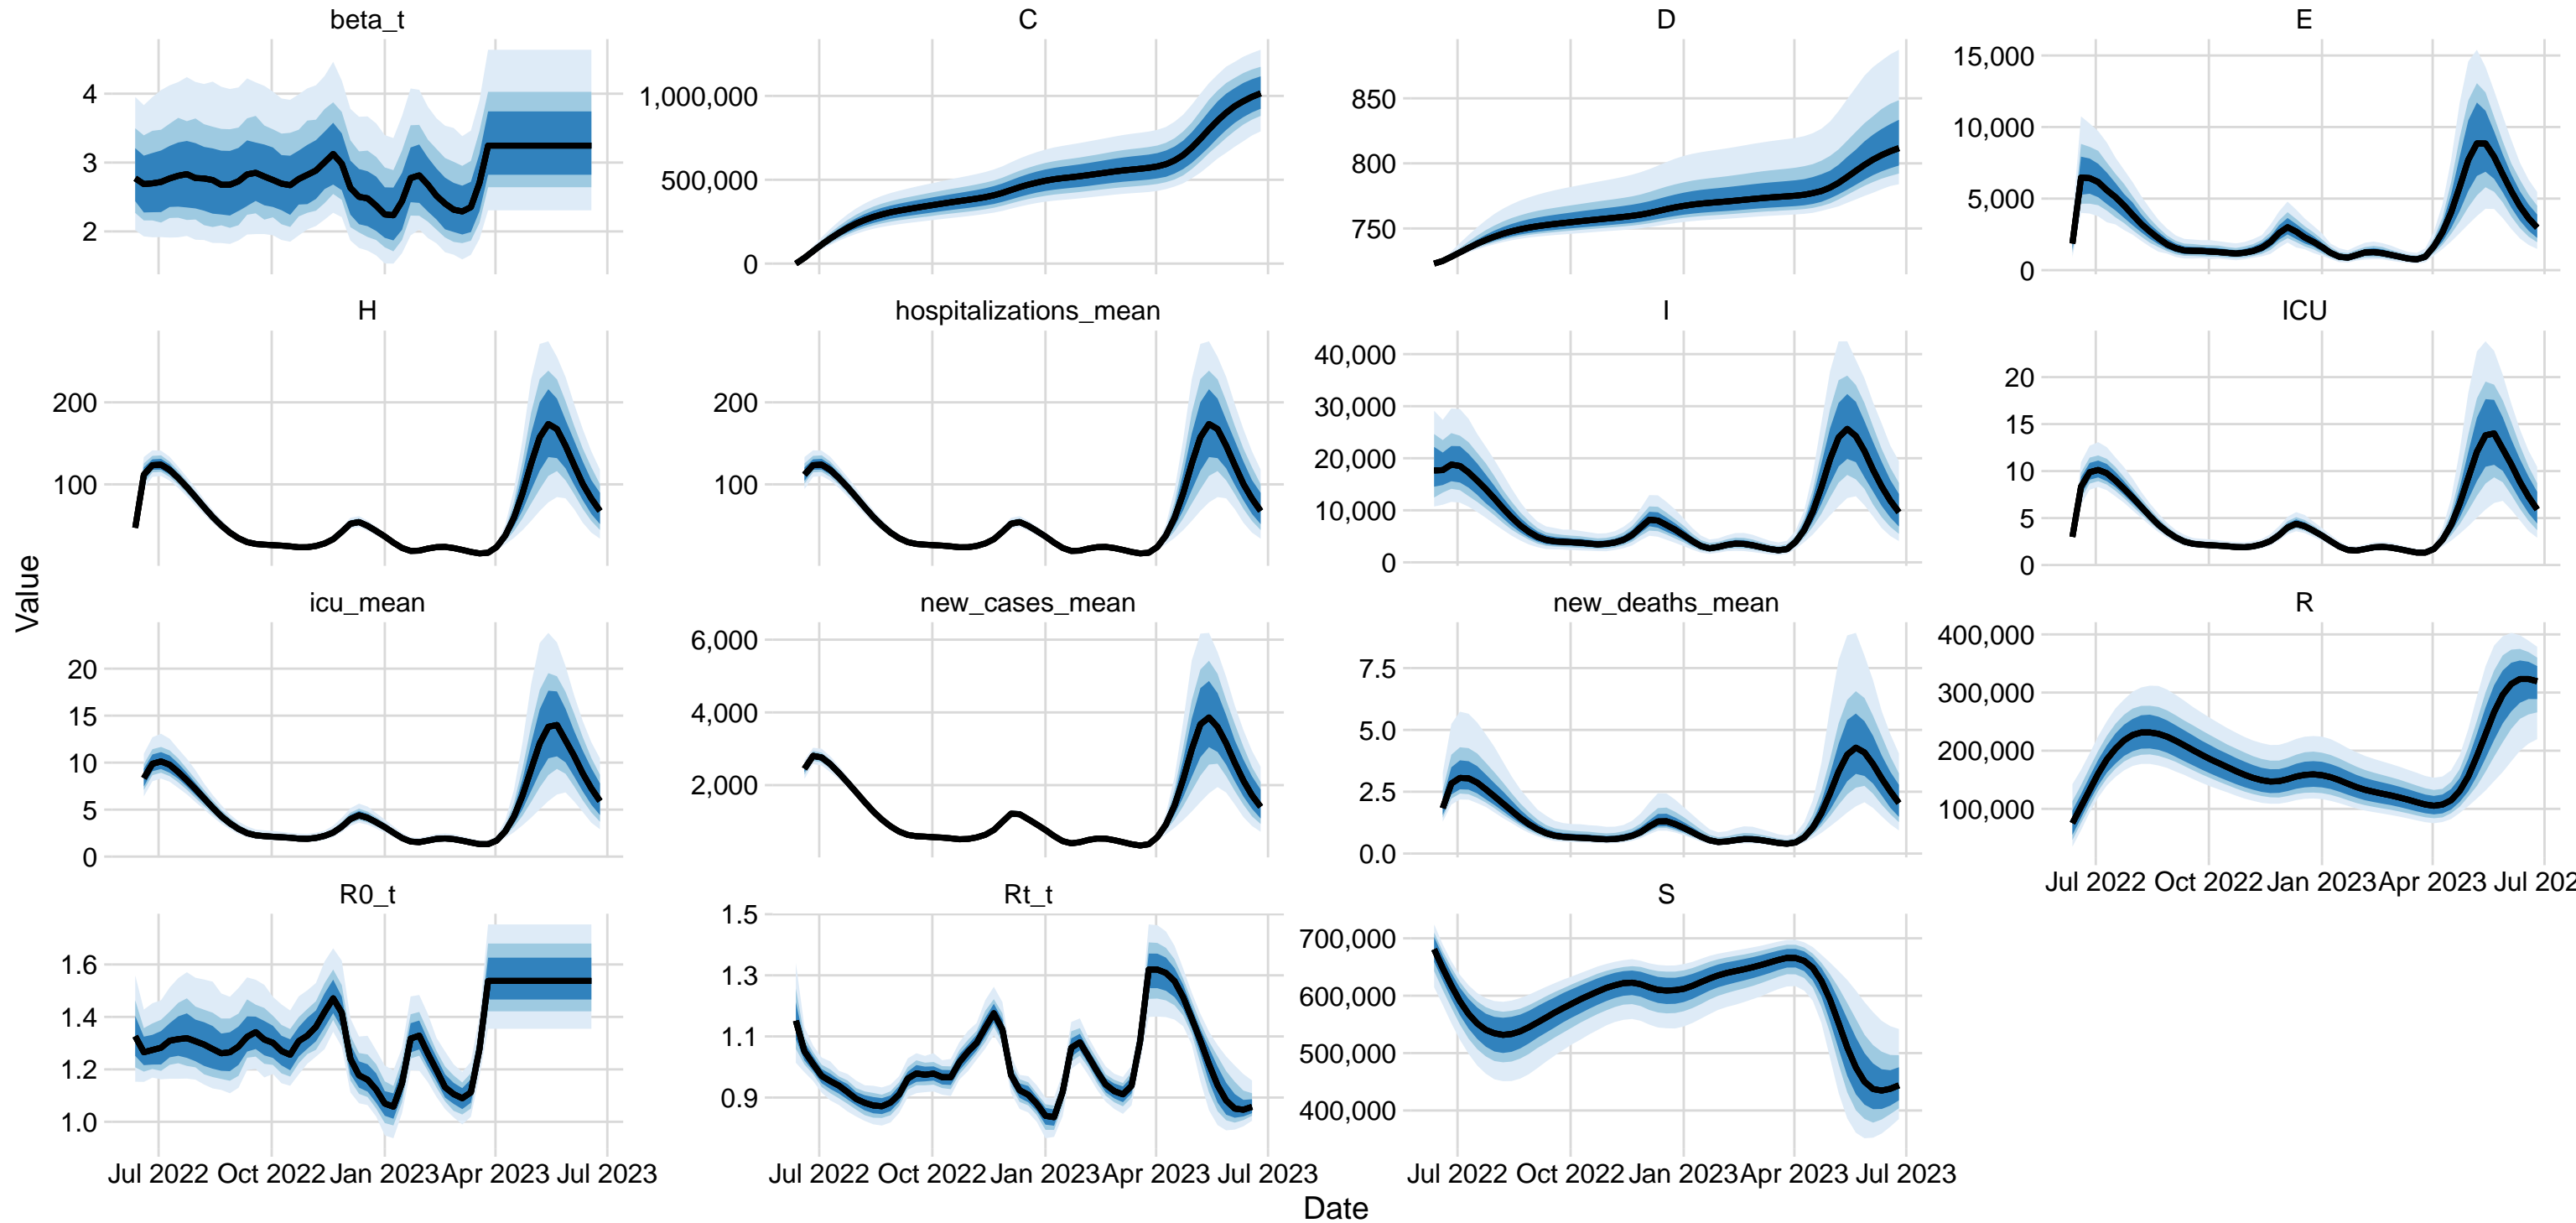 beta_t
C
D
E
4
3
2
1,000,000
500,000
0
850
800
750
15,000
10,000
5,000
0
H
hospitalizations_mean
I
ICU
200
100
200
100
40,000
30,000
20,000
10,000
0
20
15
10
5
0
Value
icu_mean
new_cases_mean
new_deaths_mean
R
20
15
10
5
0
6,000
4,000
2,000
7.5
5.0
2.5
0.0
400,000
300,000
200,000
100,000
Jul 2022 Oct 2022 Jan 2023 Apr 2023 Jul 202
R0_t
Rt_t
S
1.6
1.4
1.2
1.0
1.5
1.3
1.1
0.9
700,000
600,000
500,000
400,000
Jul 2022 Oct 2022 Jan 2023 Apr 2023 Jul 2023
Jul 2022 Oct 2022 Jan 2023 Apr 2023 Jul 2023
Jul 2022 Oct 2022 Jan 2023 Apr 2023 Jul 2023
Date